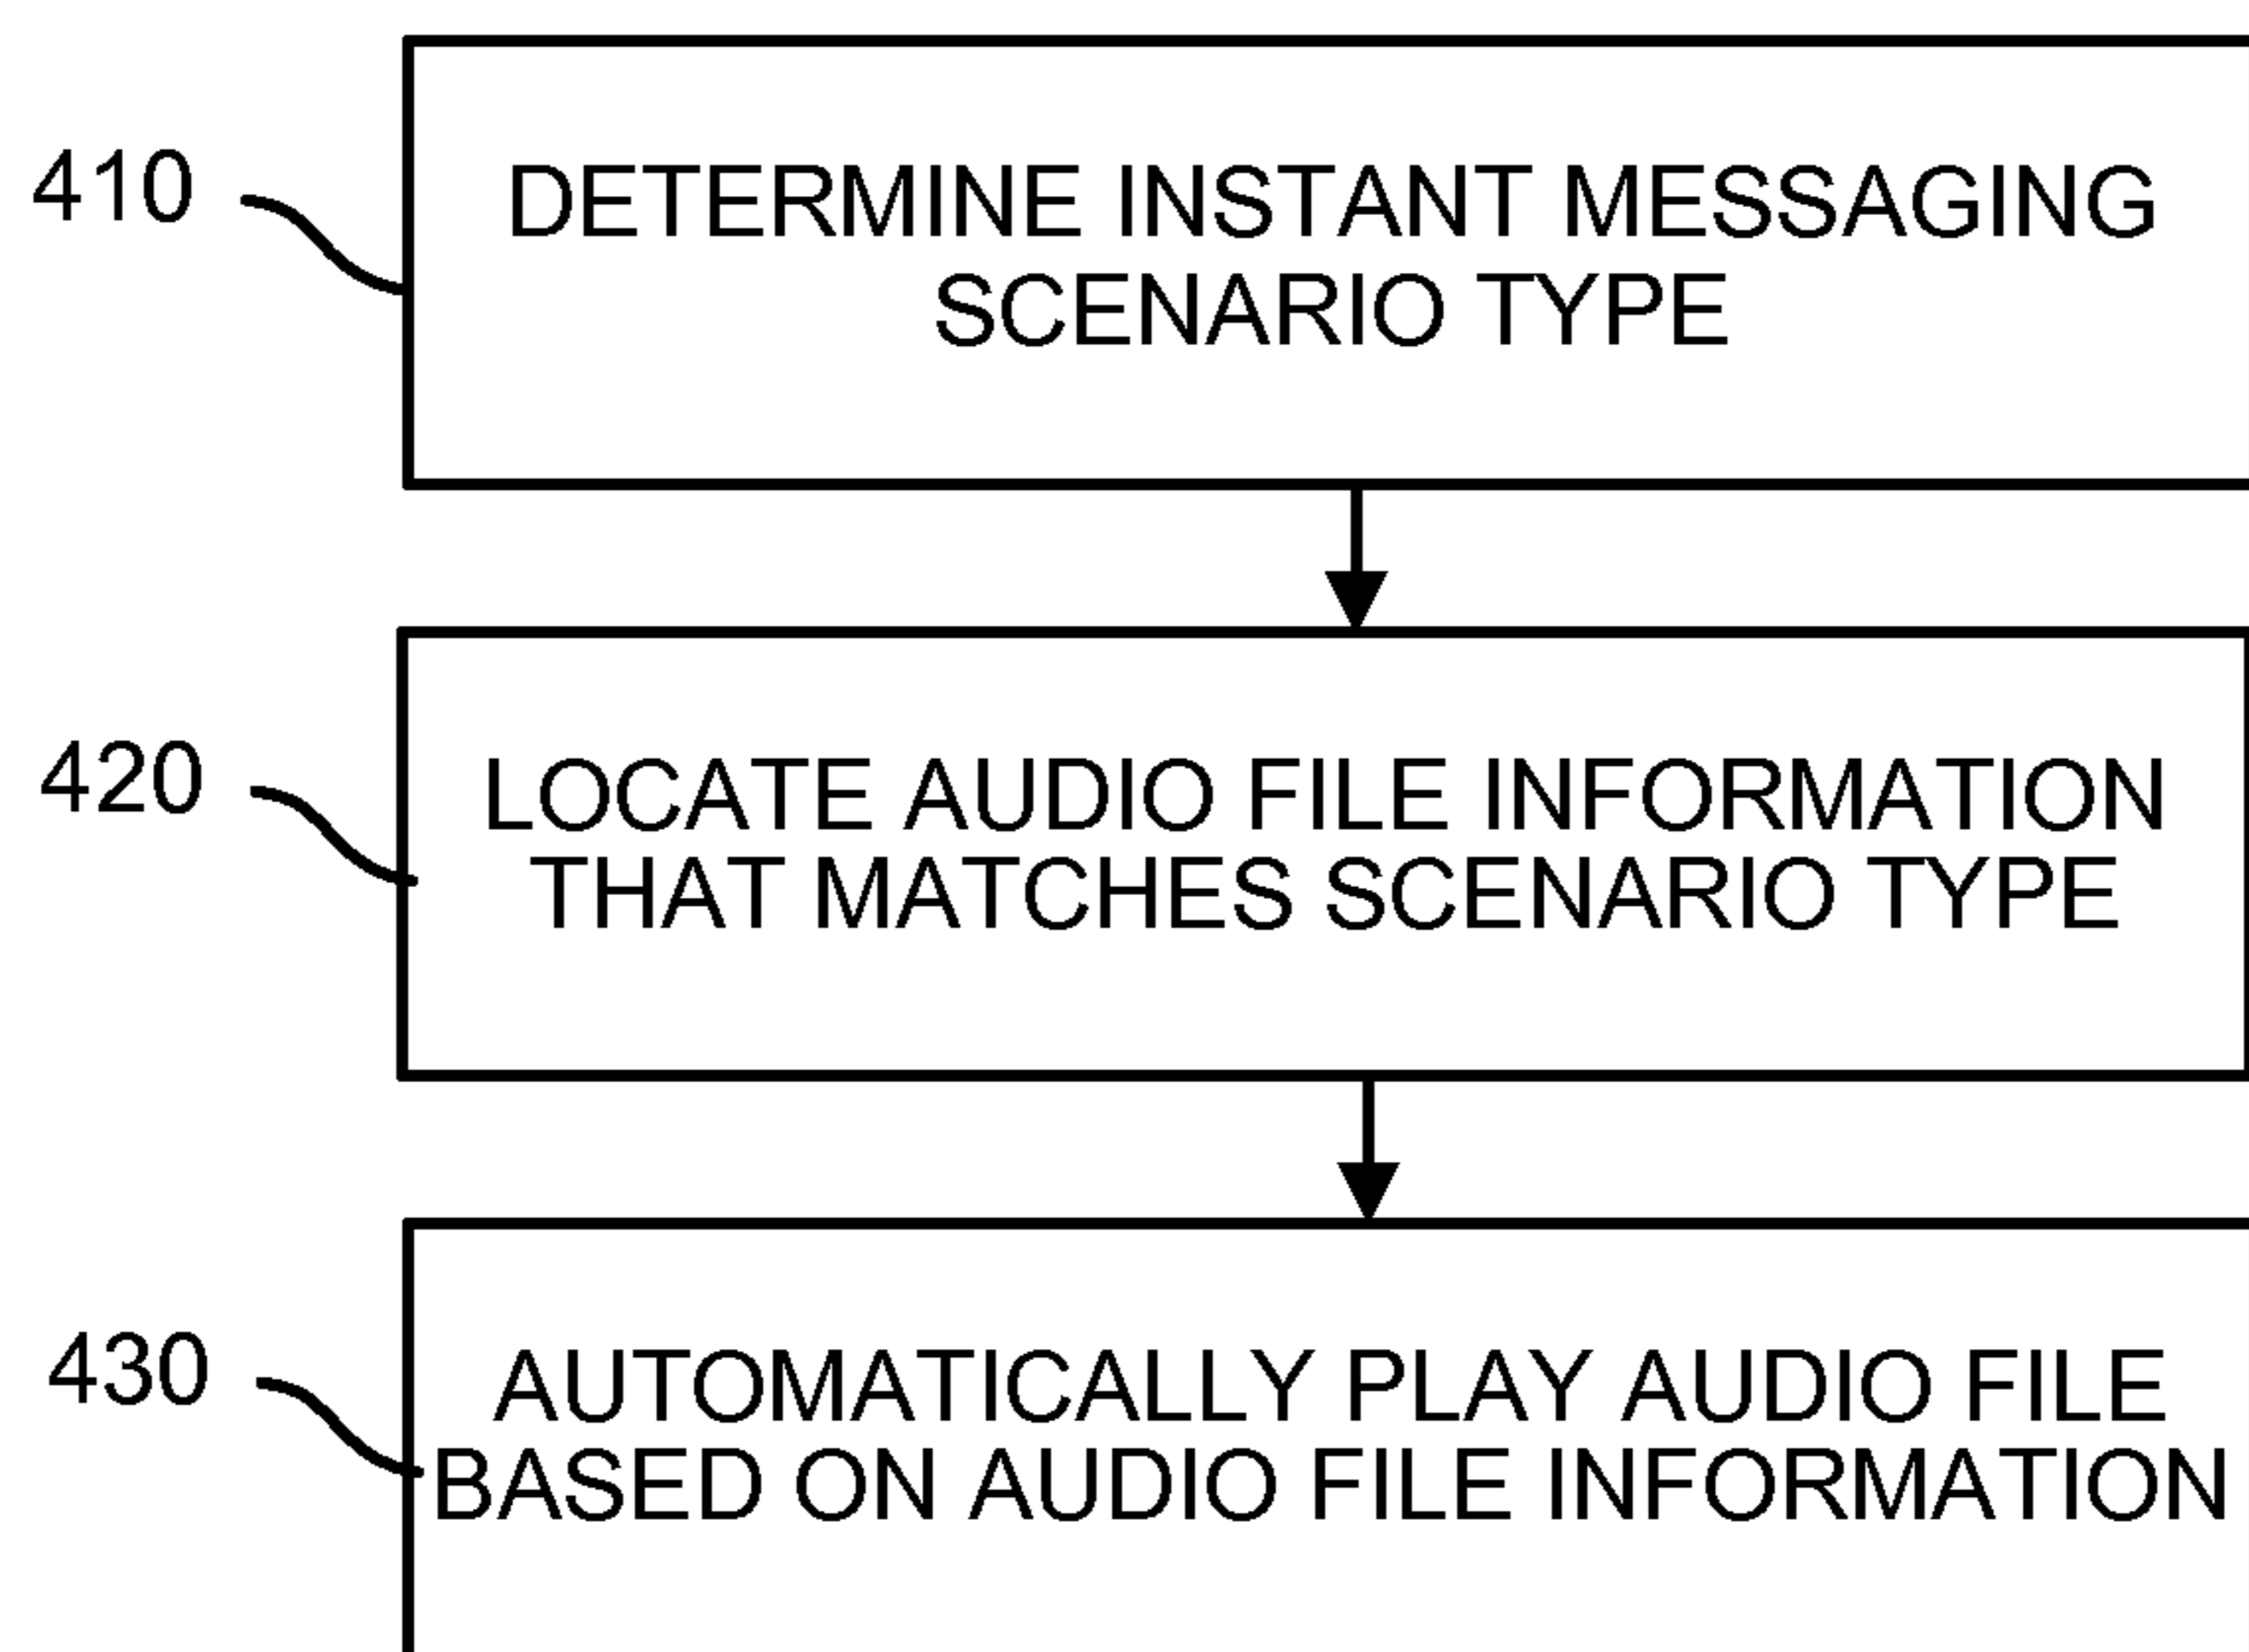 410
DETERMINE INSTANT MESSAGING
SCENARIO TYPE
420
LOCATE AUDIO FILE INFORMATION
THAT MATCHES SCENARIO TYPE
430
AUTOMATICALLY PLAY AUDIO FILE
BASED ON AUDIO FILE INFORMATION